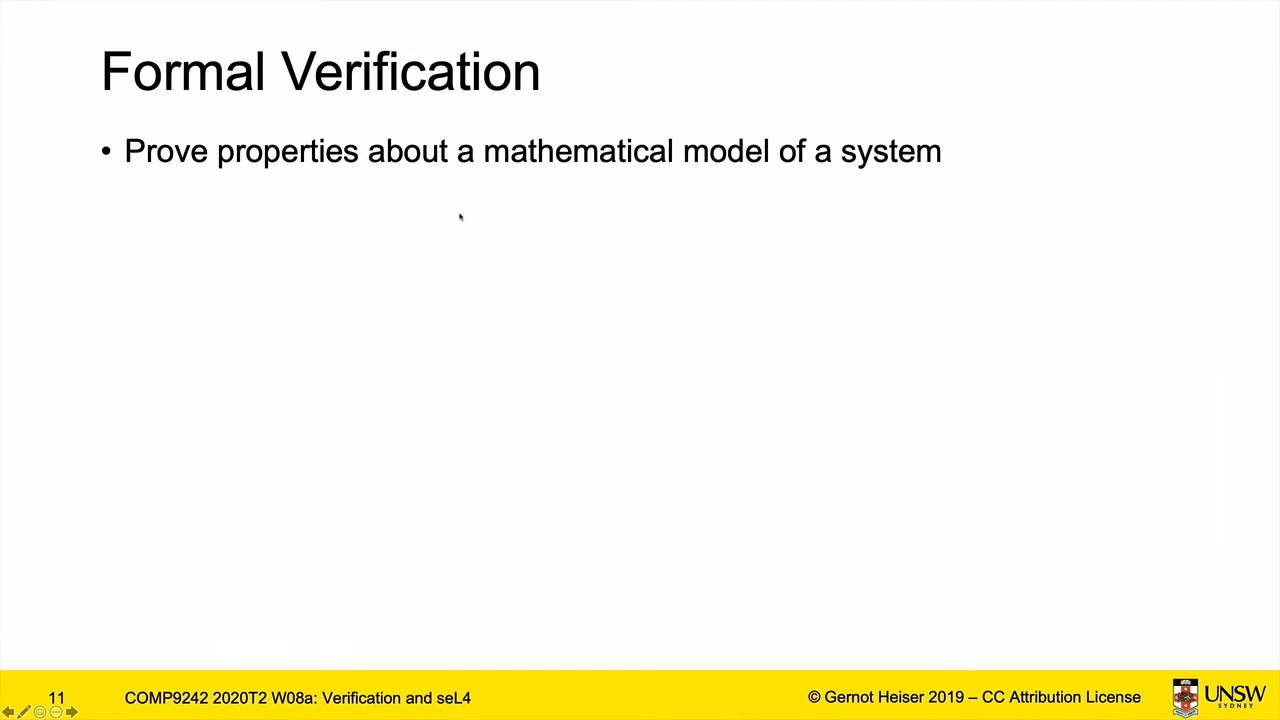 Formal Verification
• Prove properties about a mathematical model of a system
11 COMP9242 2020T2 W08a: Verification and seL4 © Gernot Heiser 2019 – CC Attribution License UNSW
SYDNEY